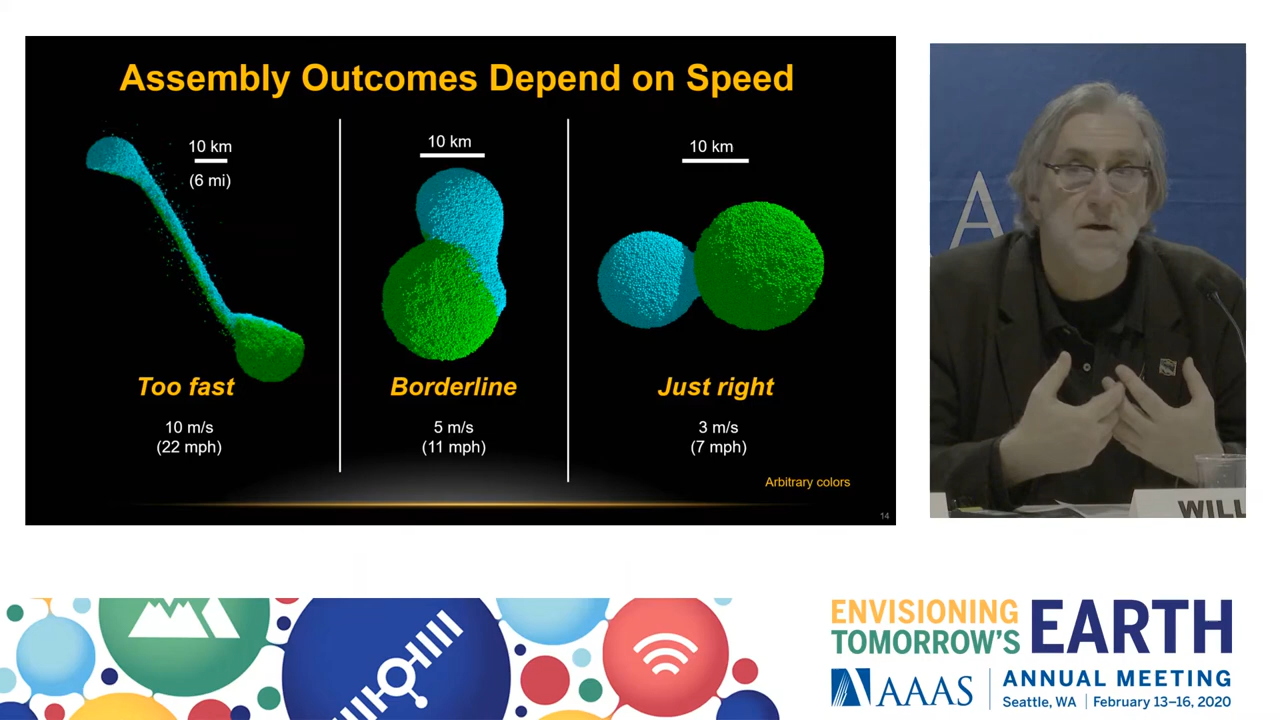 Assembly Outcomes Depend on Speed
10 km
(6 mi)
Too fast
10 m/s
(22 mph)
10 km
Borderline
5 m/s
(11 mph)
10 km
Just right
3 m/s
(7 mph)
Arbitrary colors
14
A
WILL
ENVISIONING
TOMORROW'S
EARTH
AAAS
ANNUAL MEETING
Seattle, WA | February 13–16, 2020